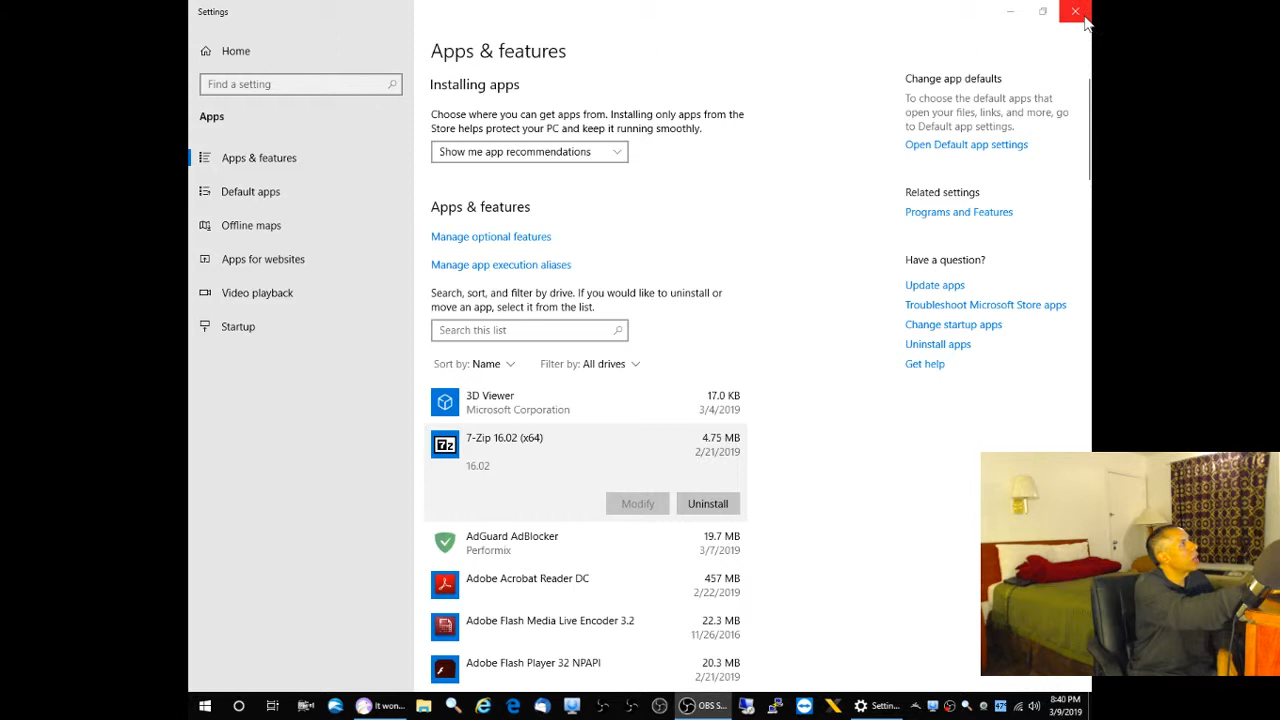 Settings
Home
Find a setting
Apps
Apps & features
Default apps
Offline maps
Apps for websites
Video playback
Startup
Apps & features
Installing apps
Choose where you can get apps from. Installing only apps from the
Store helps protect your PC and keep it running smoothly.
Show me app recommendations
Apps & features
Manage optional features
Manage app execution aliases
Search, sort, and filter by drive. If you would like to uninstall or
move an app, select it from the list.
Search this list
Sort by: Name
Filter by: All drives
3D Viewer 17.0 KB
Microsoft Corporation 3/4/2019
7z
7-Zip 16.02 (x64) 4.75 MB
2/21/2019
16.02
Modify
Uninstall
AdGuard AdBlocker 19.7 MB
Performix 3/7/2019
Adobe Acrobat Reader DC 457 MB
2/22/2019
Adobe Flash Media Live Encoder 3.2 22.3 MB
11/26/2016
Adobe Flash Player 32 NPAPI 20.3 MB
2/21/2019
Change app defaults
To choose the default apps that
open your files, links, and more, go
to Default app settings.
Open Default app settings
Related settings
Programs and Features
Have a question?
Update apps
Troubleshoot Microsoft Store apps
Change startup apps
Uninstall apps
Get help
It won...
OBS S...
Settin...
8:40 PM
3/9/2019